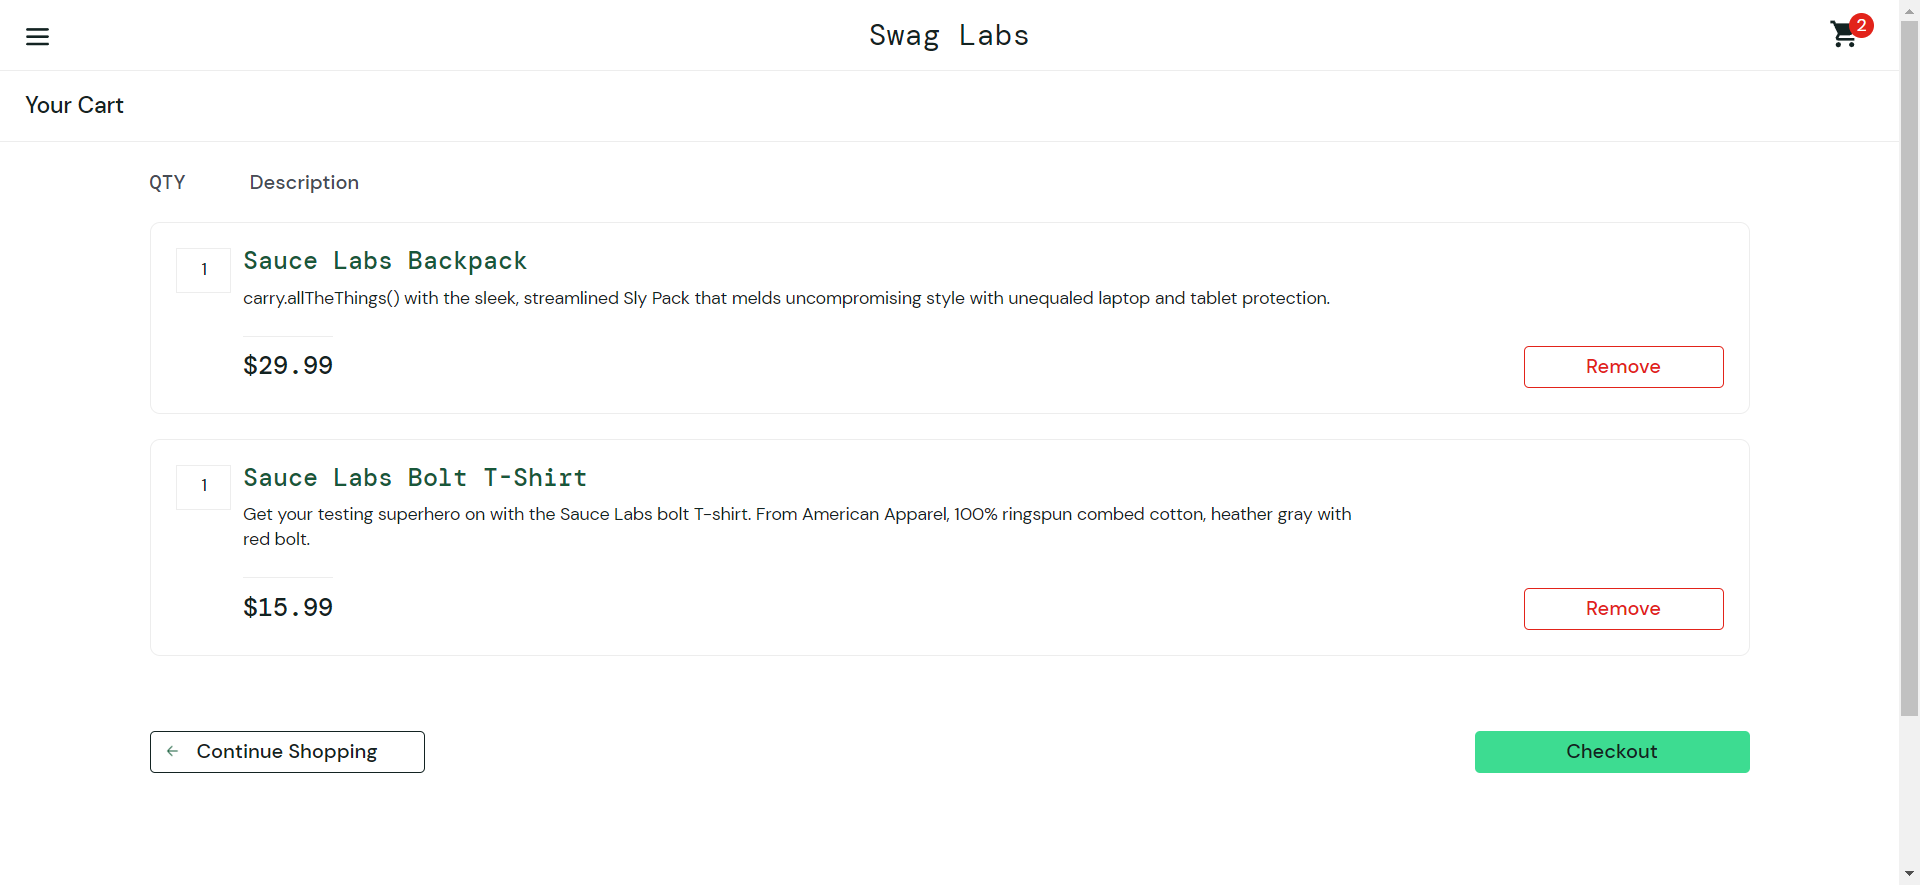 Swag Labs
2
Your Cart
QTY Description
1
Sauce Labs Backpack
carry.allTheThings() with the sleek, streamlined Sly Pack that melds uncompromising style with unequaled laptop and tablet protection.
$29.99
Remove
1
Sauce Labs Bolt T-Shirt
Get your testing superhero on with the Sauce Labs bolt T-shirt. From American Apparel, 100% ringspun combed cotton, heather gray with
red bolt.
$15.99
Remove
Continue Shopping
Checkout